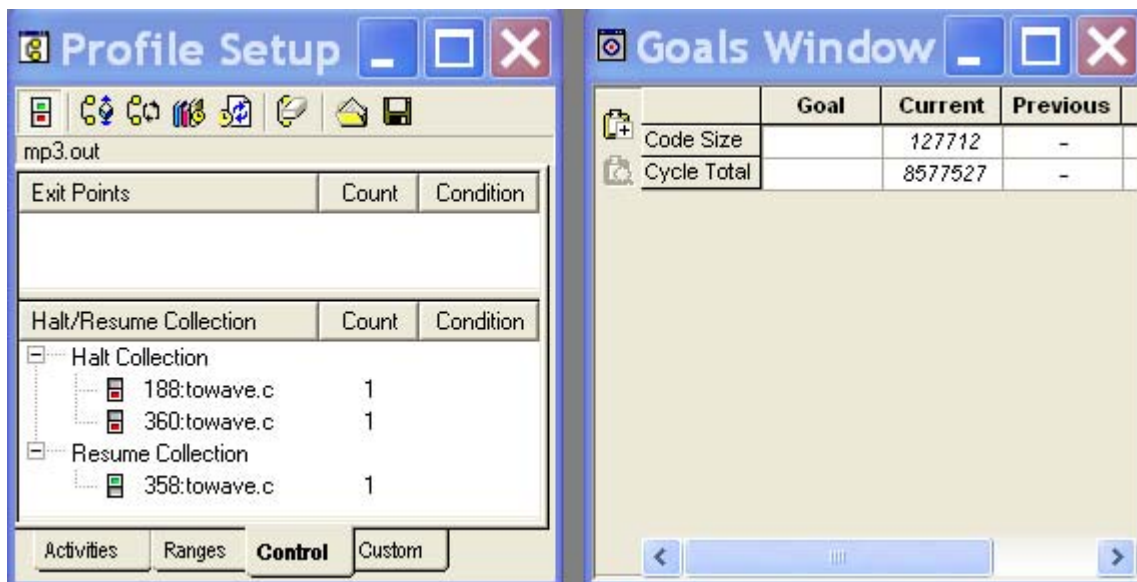 Profile Setup
mp3.out
Exit Points Count Condition
Halt/Resume Collection Count Condition
Halt Collection
188:towave.c 1
360:towave.c 1
Resume Collection
358:towave.c 1
Activities Ranges Control Custom
Goals Window
Goal Current Previous
Code Size 127712 -
Cycle Total 8577527 -